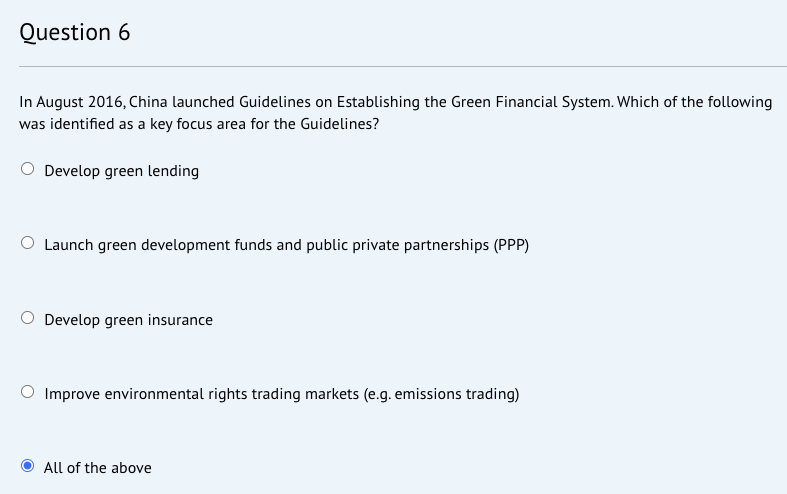 Question 6
In August 2016, China launched Guidelines on Establishing the Green Financial System. Which of the following
was identified as a key focus area for the Guidelines?
Develop green lending
Launch green development funds and public private partnerships (PPP)
Develop green insurance
Improve environmental rights trading markets (e.g. emissions trading)
All of the above